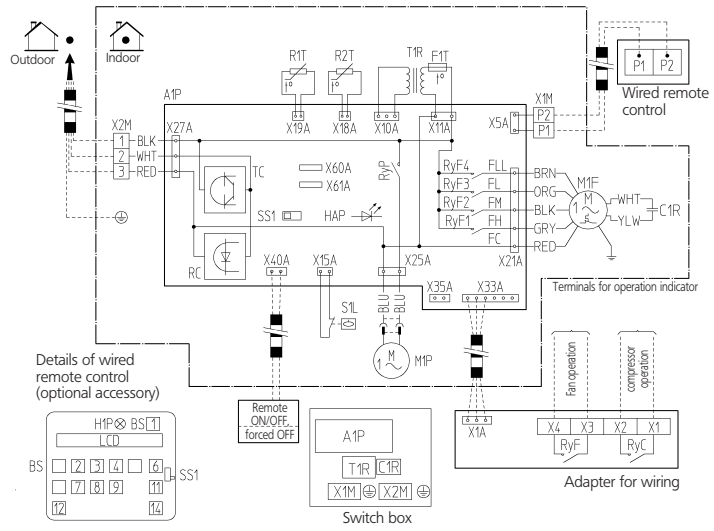 Outdoor
Indoor
R1T
R2T
T1R
F1T
A1P
X19A
X18A
X10A
X11A
X5A
X1M
P2
P1
P1 P2
Wired remote
control
X2M
X27A
1 BLK
2 WHT
3 RED
TC
X60A
X61A
RyP
RyF4 FLL BRN
RyF3 FL ORG
RyF2 FM BLK
RyF1 FH GRY
FC RED
M1F
M
1
WHT
YLW
C1R
SS1
HAP
RC
X40A
X15A
X25A
X21A
X35A
X33A
Terminals for operation indicator
S1L
BLU
BLU
M
1
M1P
Fan operation
compressor
operation
Details of wired
remote control
(optional accessory)
H1P BS 1
LCD
BS 2 3 4 6
SS1
7 8 9 11
12 14
Remote
ON/OFF,
forced OFF
A1P
T1R C1R
X1M X2M
Switch box
X1A
X4 X3 X2 X1
RyF RyC
Adapter for wiring